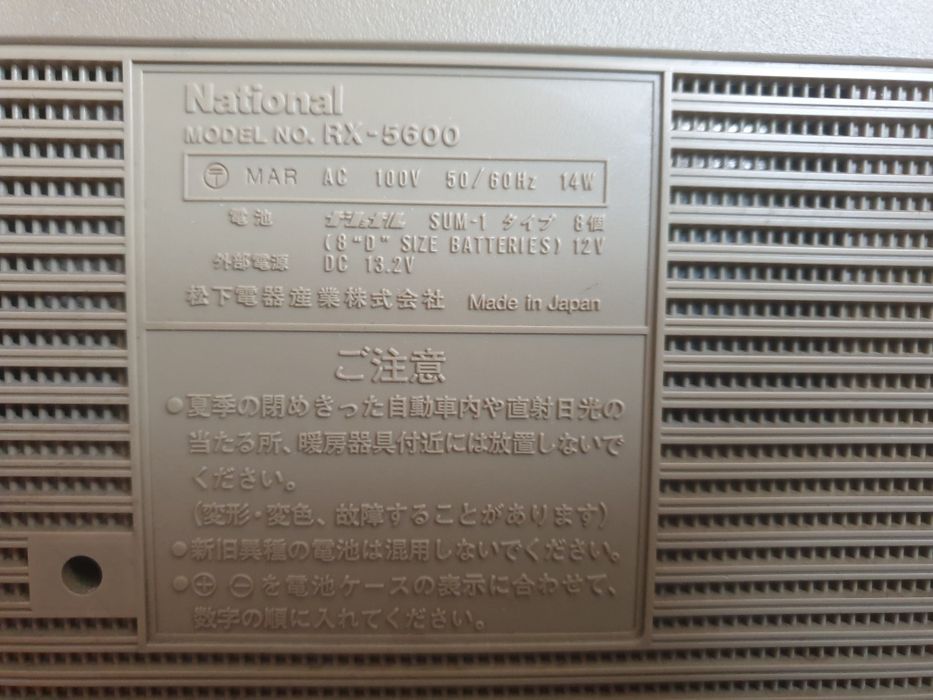 National
MODEL NO. RX-5600
〒 MAR AC 100V 50/60Hz 14W
電池 ナショナル SUM-1 タイプ 8個
(8 "D" SIZE BATTERIES) 12V
外部電源 DC 13.2V
松下電器産業株式会社 Made in Japan
ご注意
●夏季の閉めきった自動車内や直射日光の
当たる所、暖房器具付近には放置しないで
ください。
(変形・変色、故障することがあります)
●新旧異種の電池は混用しないでください。
●⊕ ⊖を電池ケースの表示に合わせて、
数字の順に入れてください。